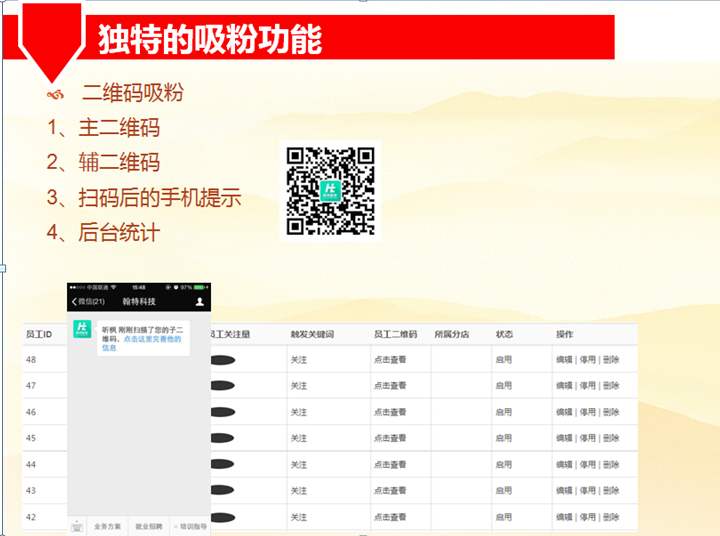 独特的吸粉功能
二维码吸粉
1、主二维码
2、辅二维码
3、扫码后的手机提示
4、后台统计
中国联通 15:48 97%
微信(21) 翰特科技
听枫 刚刚扫描了您的子二
维码，点击这里完善他的
信息
业务方案 就业招聘 培训指导
员工ID 员工关注量 触发关键词 员工二维码 所属分店 状态 操作
48 关注 点击查看 启用 编辑 | 停用 | 删除
47 关注 点击查看 启用 编辑 | 停用 | 删除
46 关注 点击查看 启用 编辑 | 停用 | 删除
45 关注 点击查看 启用 编辑 | 停用 | 删除
44 关注 点击查看 启用 编辑 | 停用 | 删除
43 关注 点击查看 启用 编辑 | 停用 | 删除
42 关注 点击查看 启用 编辑 | 停用 | 删除